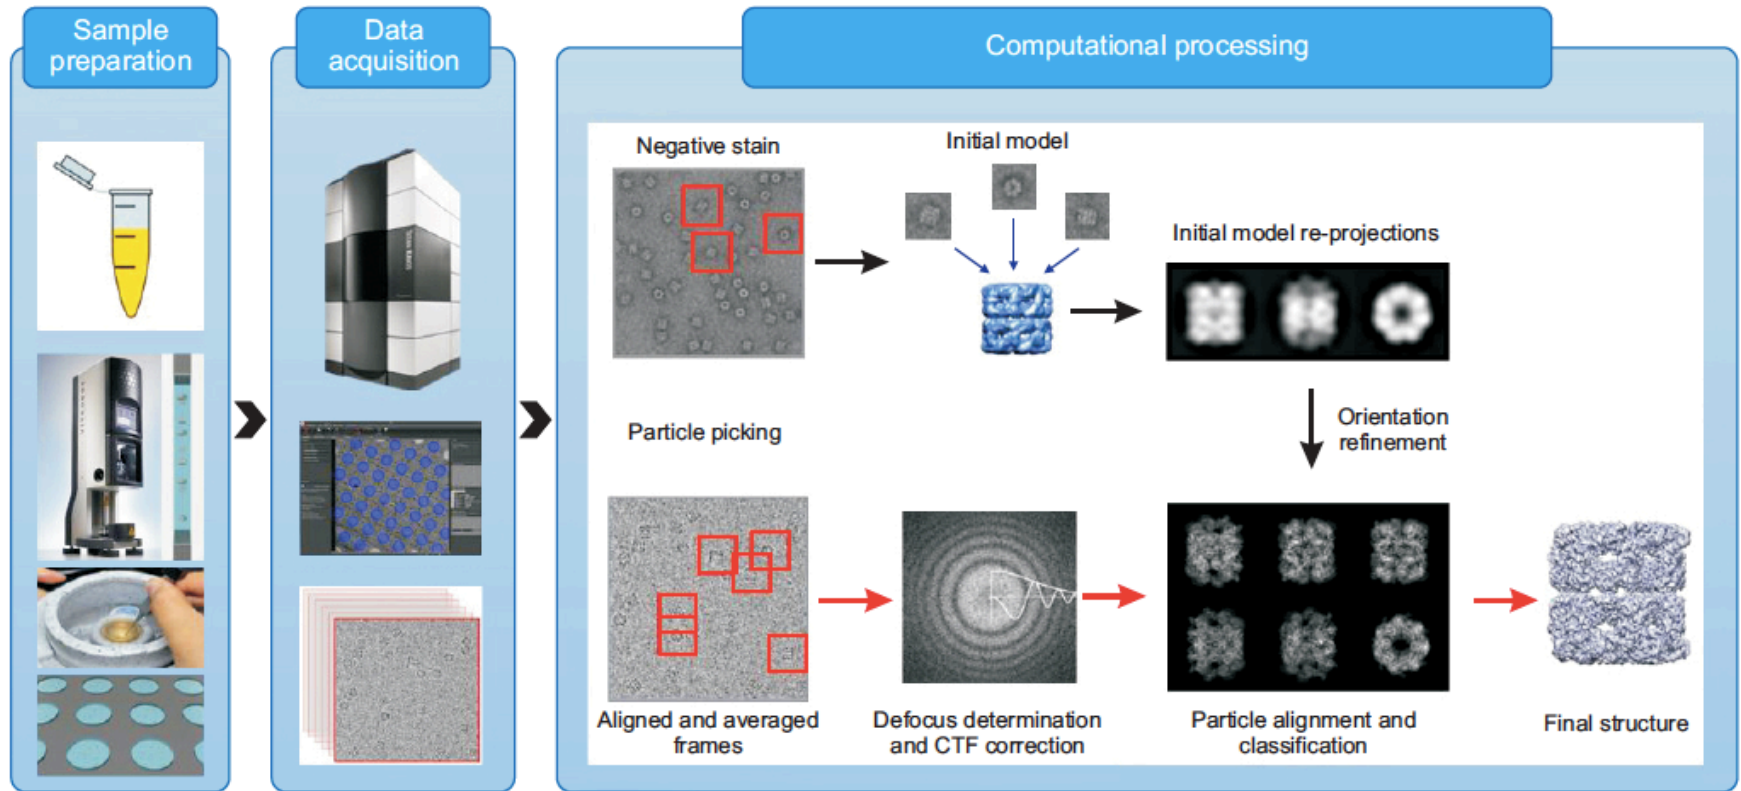 Sample
preparation
Data
acquisition
Computational processing
Negative stain
Initial model
Initial model re-projections
Particle picking
Orientation
refinement
Aligned and averaged
frames
Defocus determination
and CTF correction
Particle alignment and
classification
Final structure